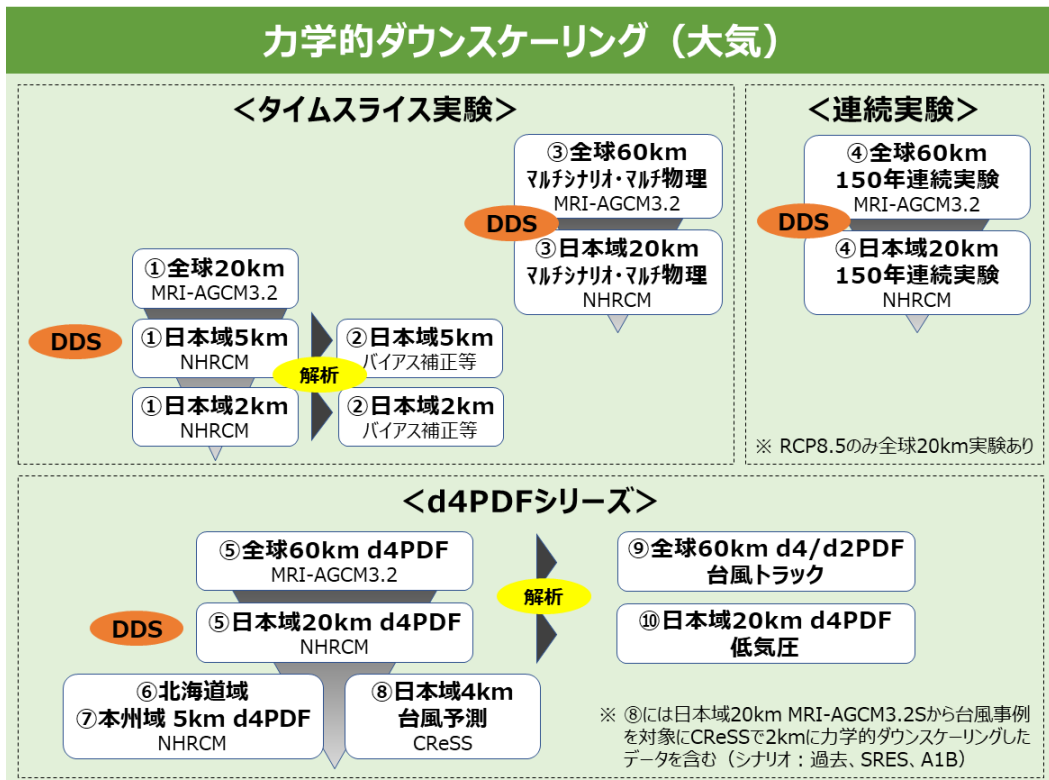 力学的ダウンスケーリング（大気）
＜タイムスライス実験＞
③全球60km
マルチシナリオ・マルチ物理
MRI-AGCM3.2
DDS
③日本域20km
マルチシナリオ・マルチ物理
NHRCM
①全球20km
MRI-AGCM3.2
DDS
①日本域5km
NHRCM
解析
②日本域5km
バイアス補正等
①日本域2km
NHRCM
②日本域2km
バイアス補正等
＜連続実験＞
④全球60km
150年連続実験
MRI-AGCM3.2
DDS
④日本域20km
150年連続実験
NHRCM
※ RCP8.5のみ全球20km実験あり
＜d4PDFシリーズ＞
⑤全球60km d4PDF
MRI-AGCM3.2
DDS
⑤日本域20km d4PDF
NHRCM
解析
⑨全球60km d4/d2PDF
台風トラック
⑩日本域20km d4PDF
低気圧
⑥北海道域
⑦本州域 5km d4PDF
NHRCM
⑧日本域4km
台風予測
CReSS
※ ⑧には日本域20km MRI-AGCM3.2Sから台風事例
を対象にCReSSで2kmに力学的ダウンスケーリングした
データを含む（シナリオ：過去、SRES、A1B）